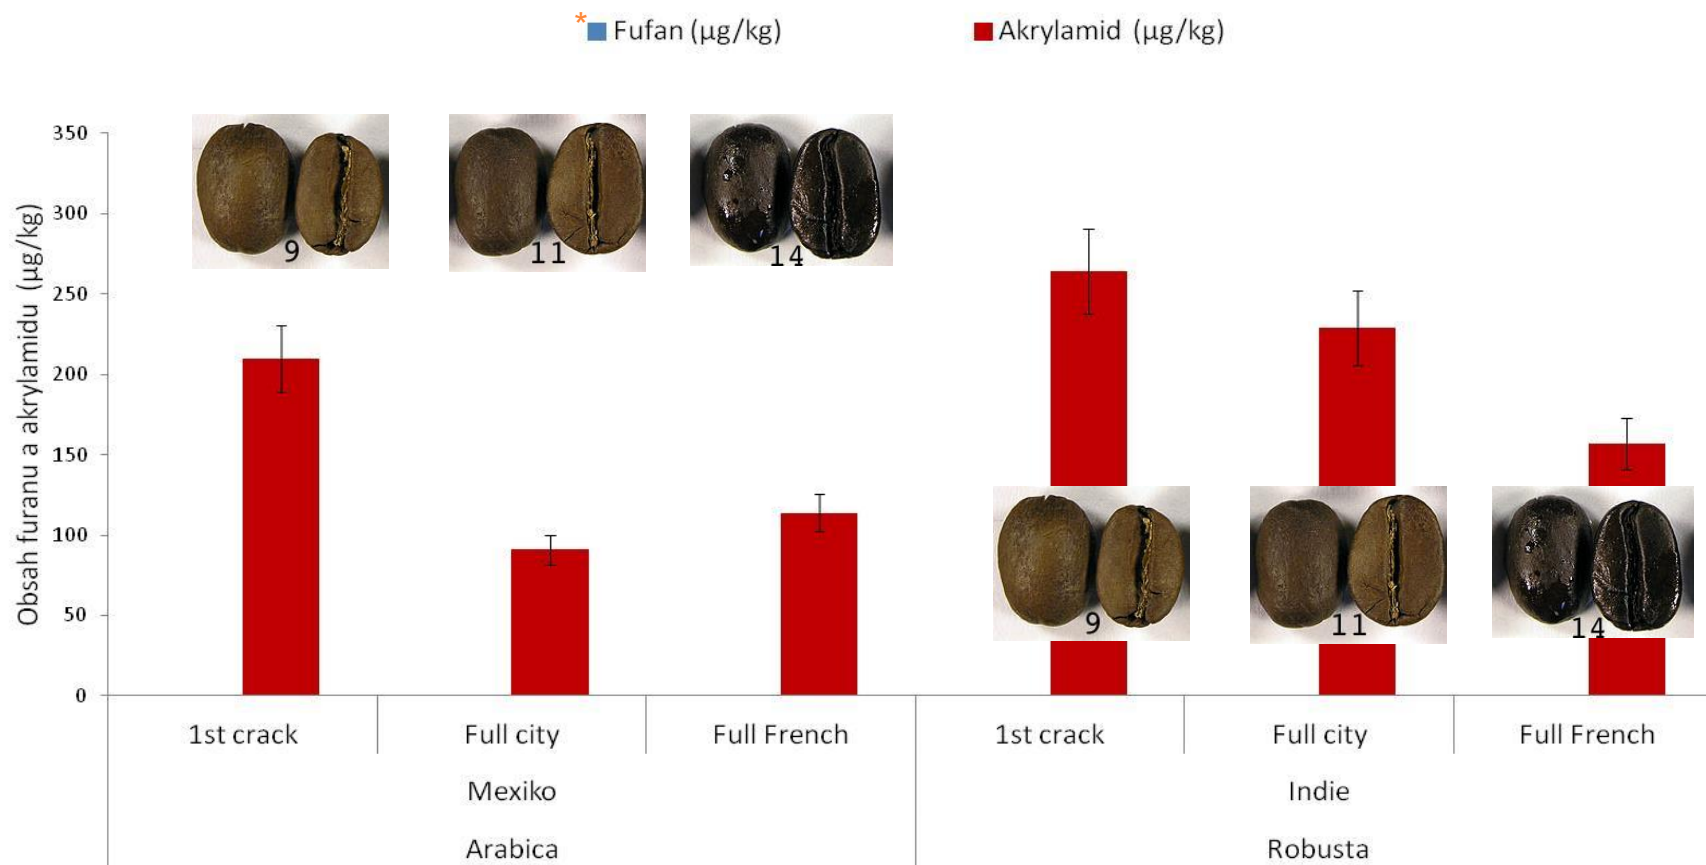 * Fufan (µg/kg) Akrylamid (µg/kg)
Obsah furanu a akrylamidu (µg/kg)
350
300
250
200
150
100
50
0
9 11 14
9 11 14
1st crack Full city Full French 1st crack Full city Full French
Mexiko Indie
Arabica Robusta